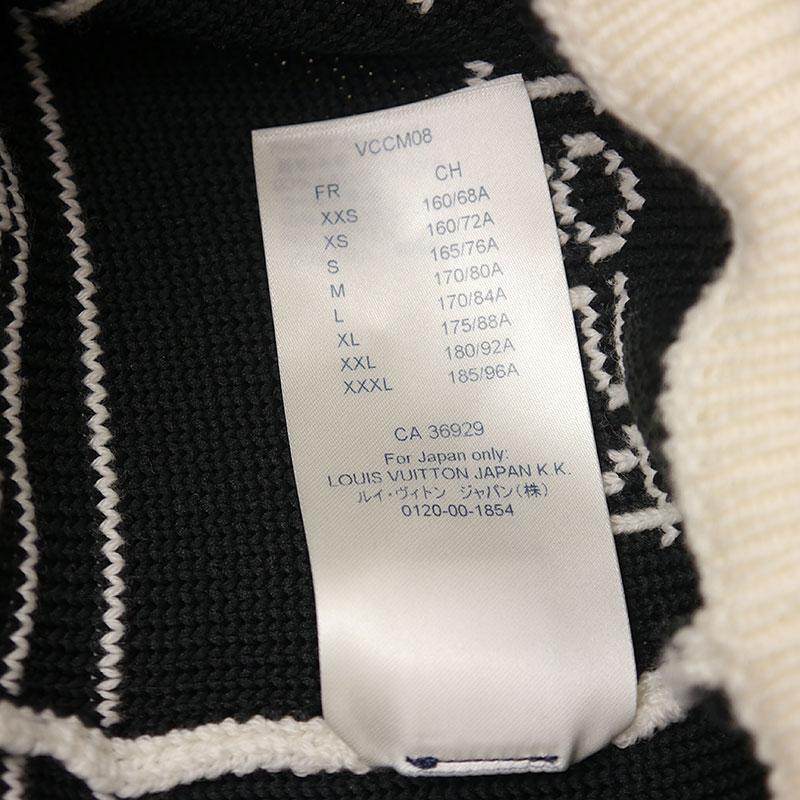 VCCM08
FR CH
XXS 160/68A
XS 160/72A
S 165/76A
M 170/80A
L 170/84A
XL 175/88A
XXL 180/92A
XXXL 185/96A
CA 36929
For Japan only:
LOUIS VUITTON JAPAN K.K.
ルイ・ヴィトン ジャパン(株)
0120-00-1854